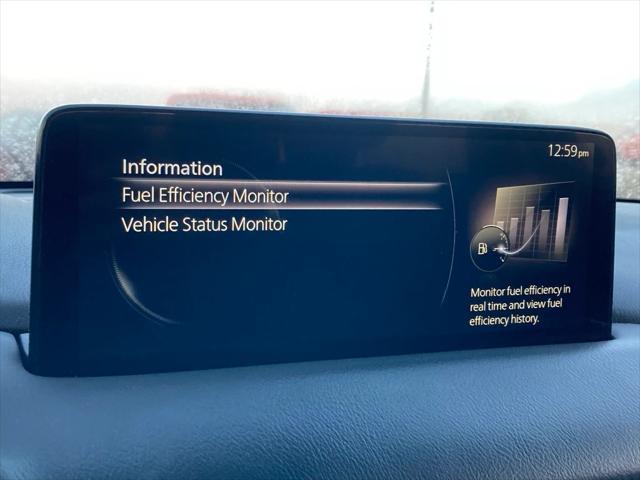 12:59pm
Information
Fuel Efficiency Monitor
Vehicle Status Monitor
Monitor fuel efficiency in
real time and view fuel
efficiency history.